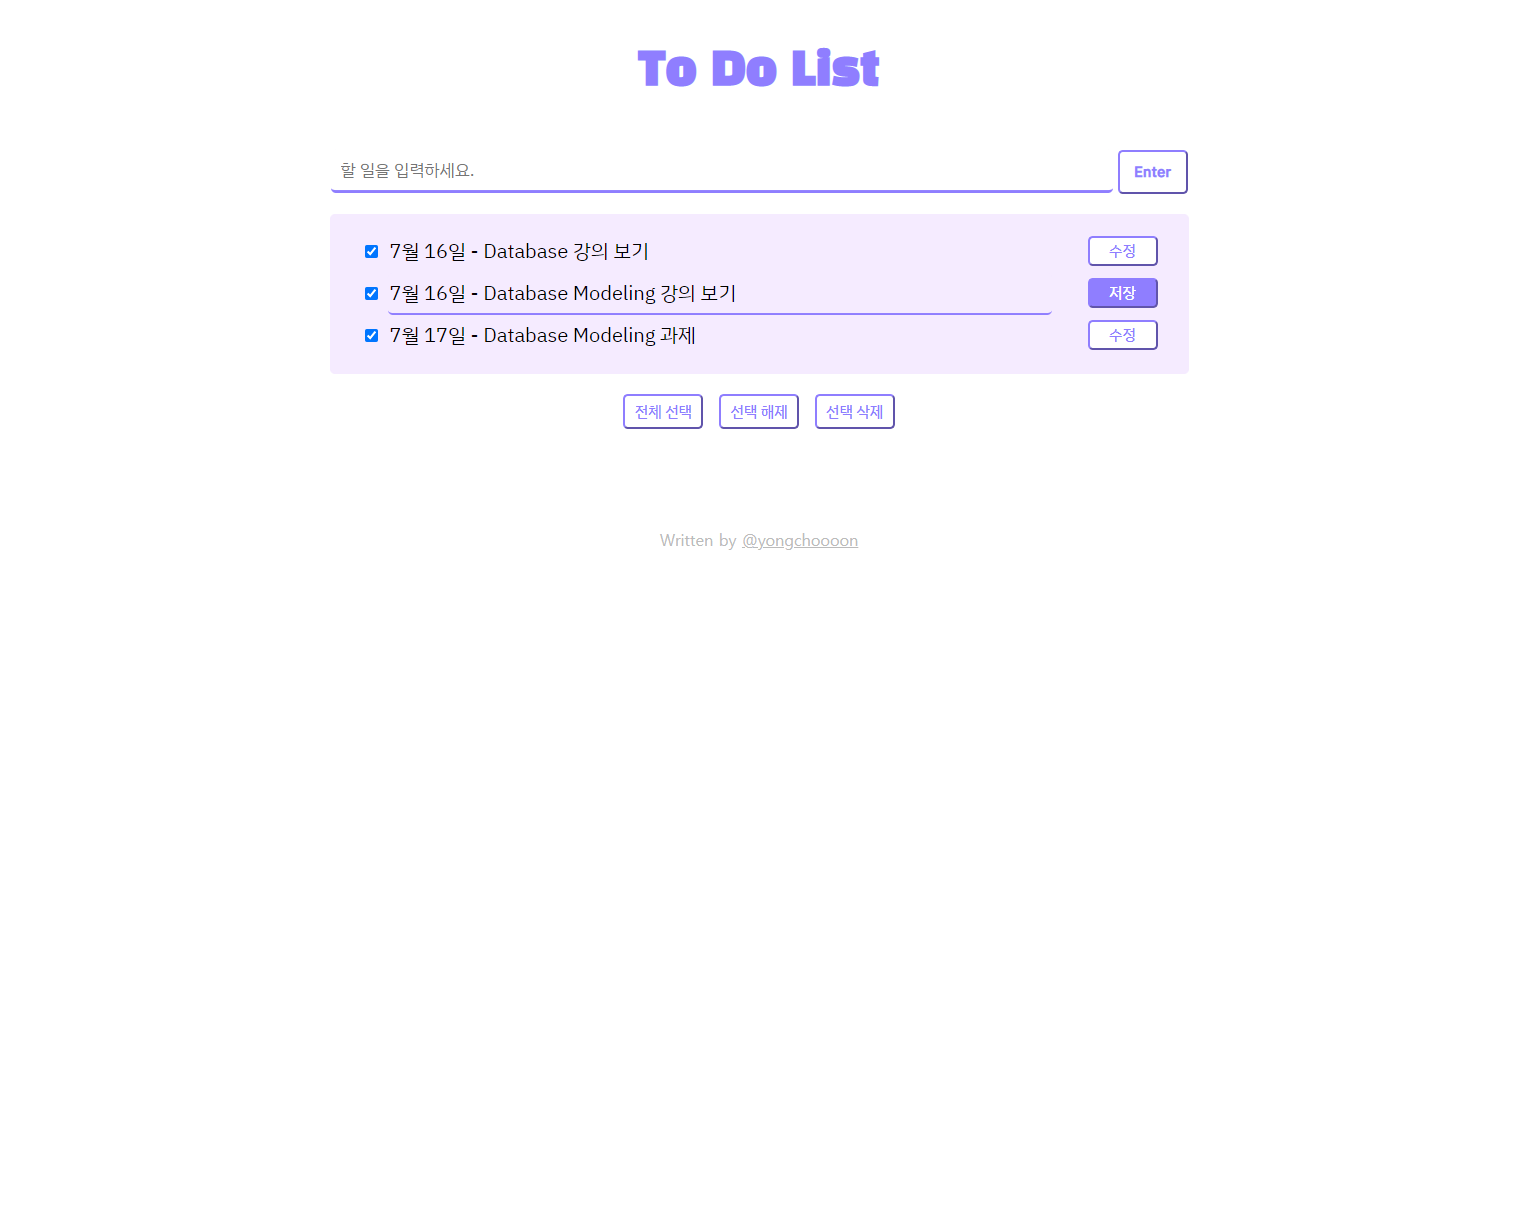 To Do List
할 일을 입력하세요. Enter
7월 16일 - Database 강의 보기 수정
7월 16일 - Database Modeling 강의 보기 저장
7월 17일 - Database Modeling 과제 수정
전체 선택 선택 해제 선택 삭제
Written by @yongchoooon